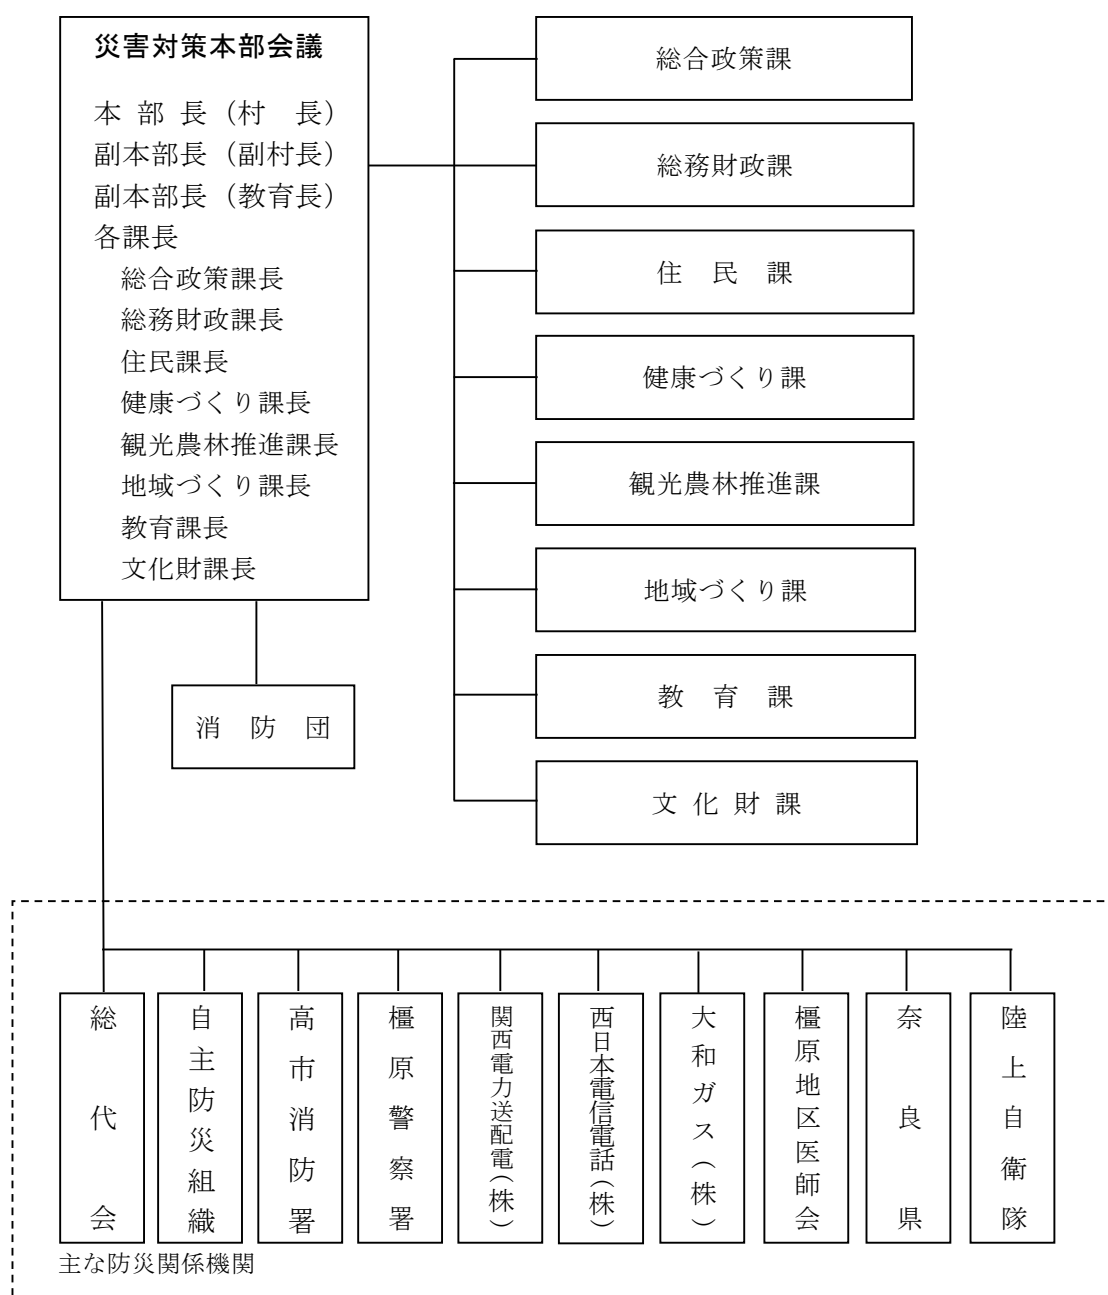 災害対策本部会議
本 部 長（村　長）
副本部長（副村長）
副本部長（教育長）
各課長
総合政策課長
総務財政課長
住民課長
健康づくり課長
観光農林推進課長
地域づくり課長
教育課長
文化財課長
総合政策課
総務財政課
住　民　課
健康づくり課
観光農林推進課
地域づくり課
教　育　課
文 化 財 課
消　防　団
総代会
自主防災組織
高市消防署
橿原警察署
関西電力送配電(株)
西日本電信電話(株)
大和ガス(株)
橿原地区医師会
奈良県
陸上自衛隊
主な防災関係機関